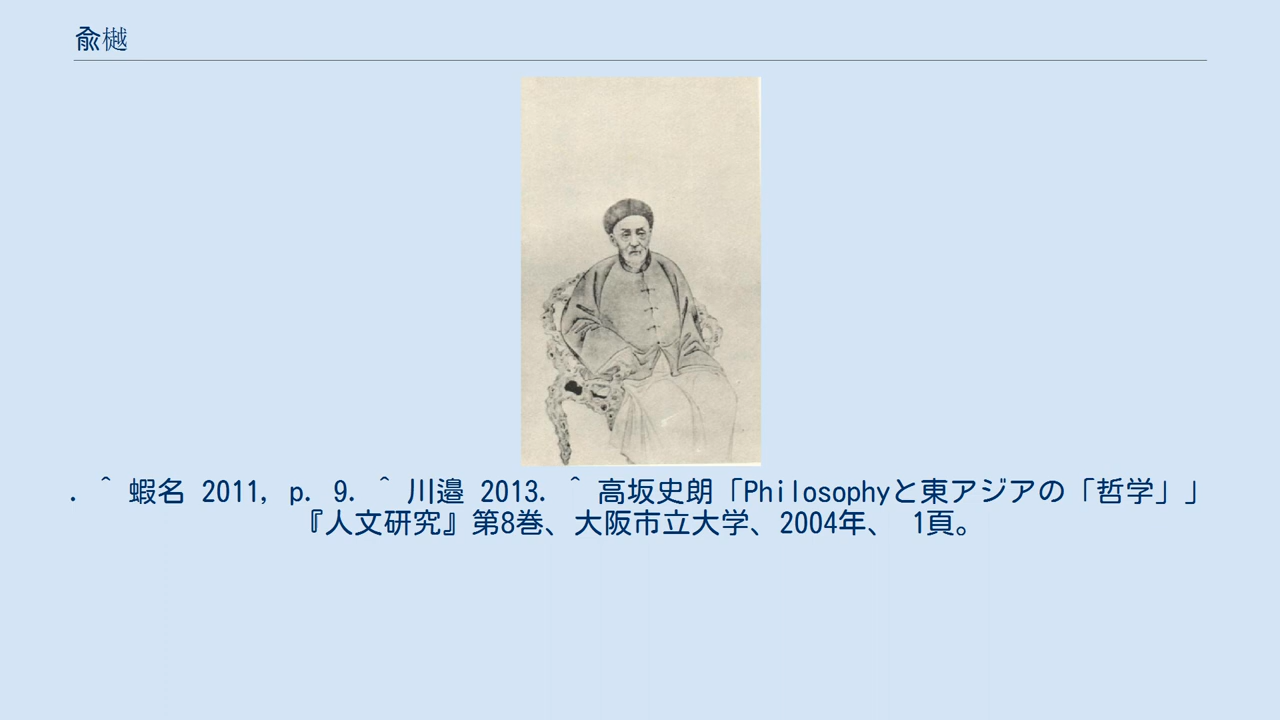 兪樾
. ^ 蝦名 2011, p. 9. ^ 川邉 2013. ^ 高坂史朗「Philosophyと東アジアの「哲学」」
『人文研究』第8巻、大阪市立大学、2004年、 1頁。